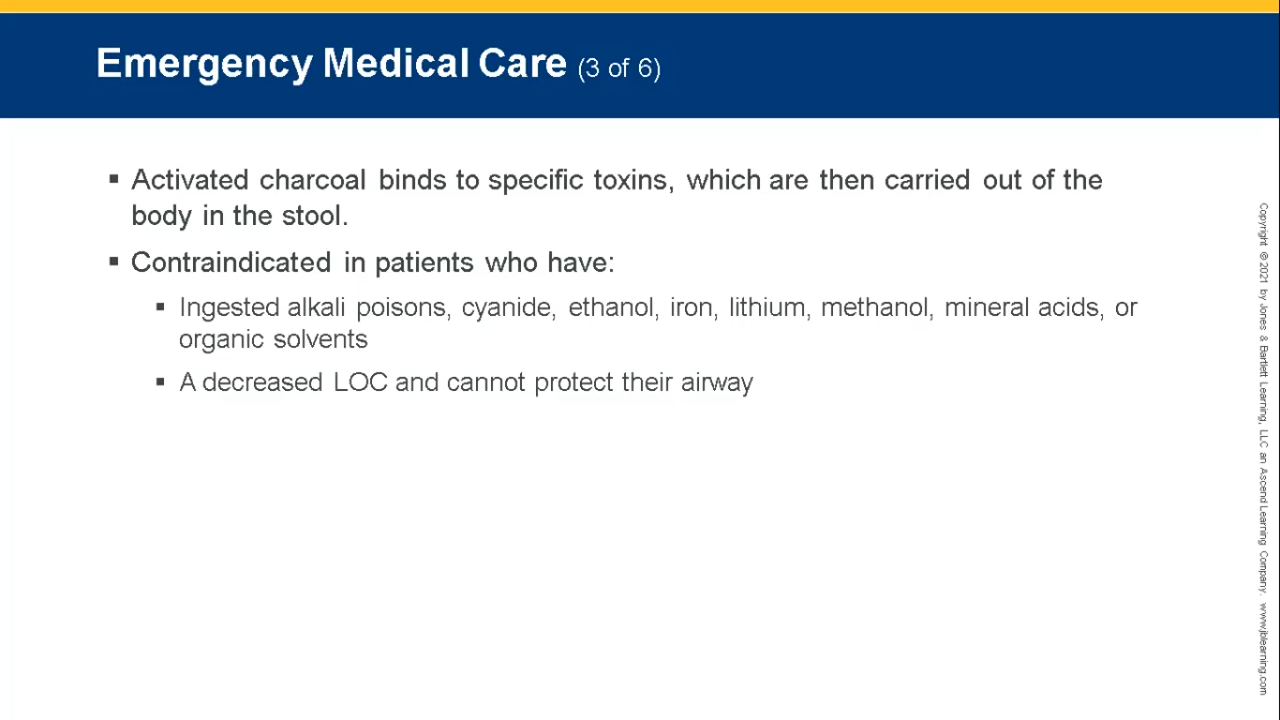 Emergency Medical Care (3 of 6)
▪ Activated charcoal binds to specific toxins, which are then carried out of the
body in the stool.
▪ Contraindicated in patients who have:
▪ Ingested alkali poisons, cyanide, ethanol, iron, lithium, methanol, mineral acids, or
organic solvents
▪ A decreased LOC and cannot protect their airway
Copyright © 2021 by Jones & Bartlett Learning, LLC an Ascend Learning Company. www.jblearning.com